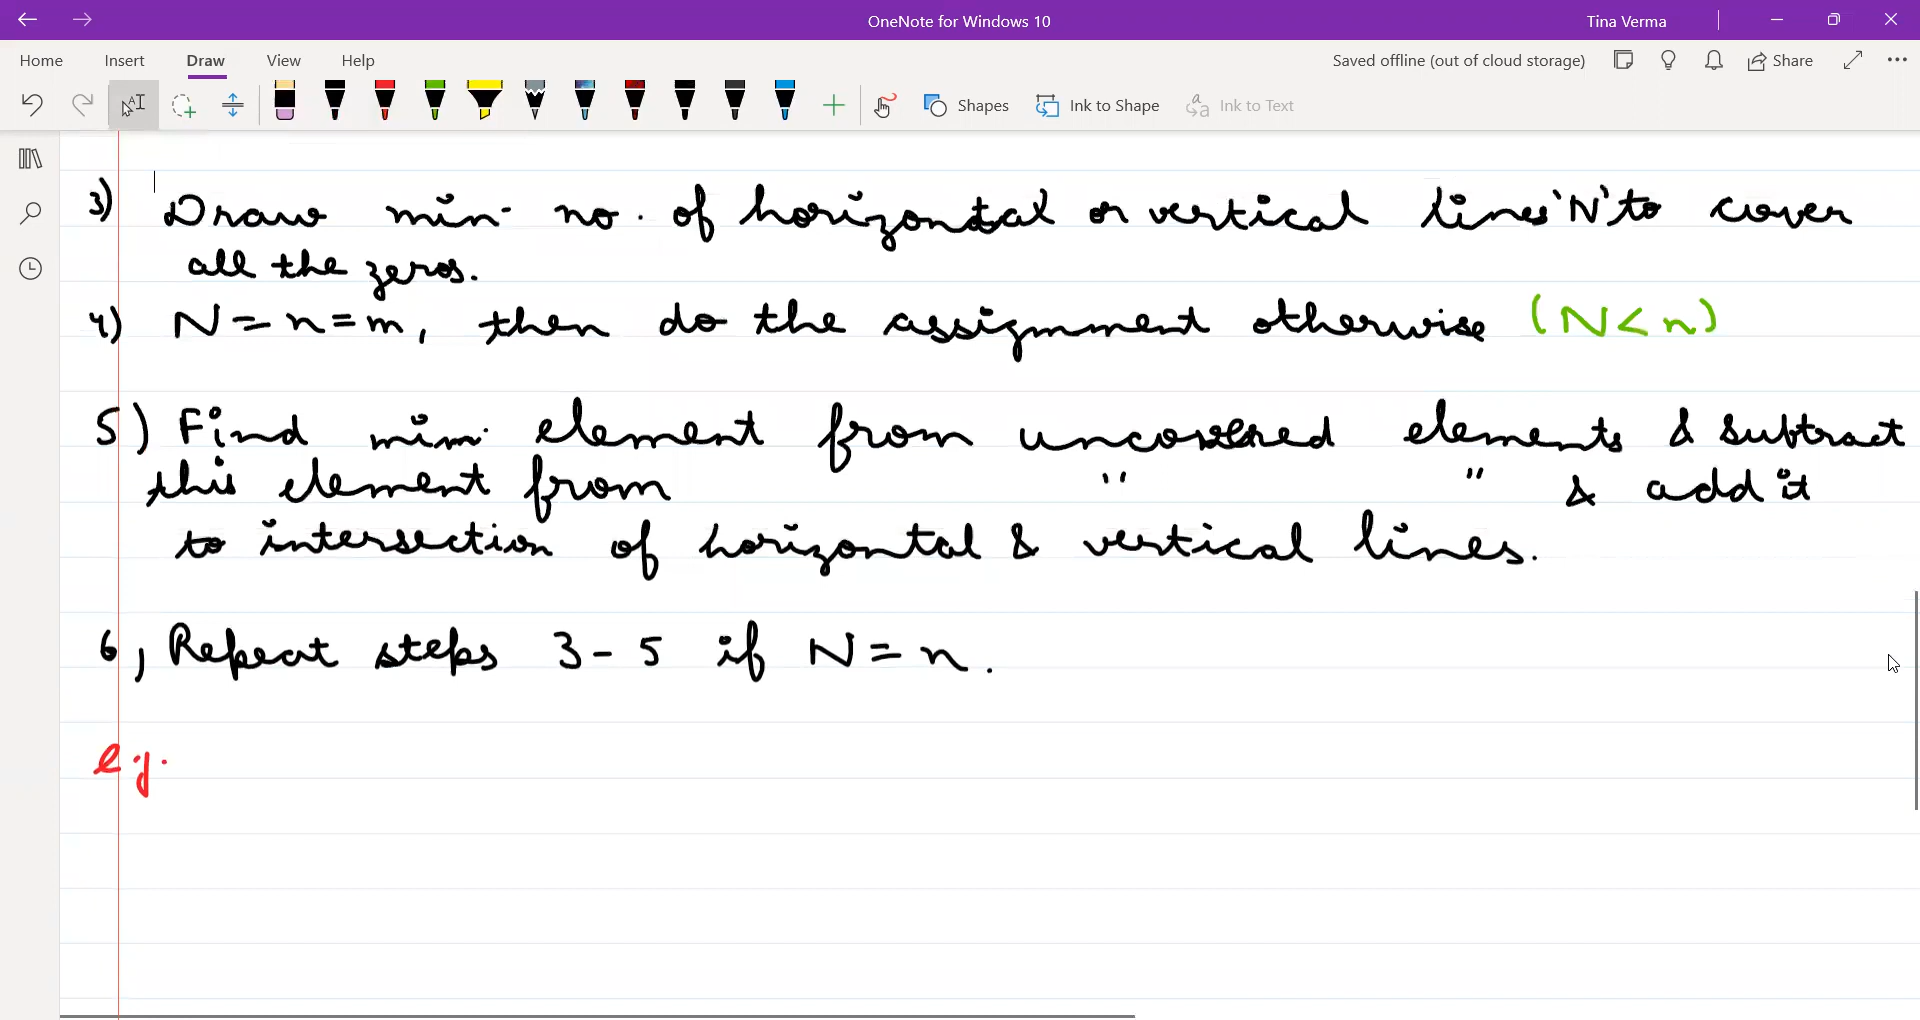 OneNote for Windows 10
Tina Verma
Home Insert Draw View Help
Saved offline (out of cloud storage) Share
Shapes Ink to Shape Ink to Text
3) Draw min. no. of horizontal or vertical lines 'N' to cover
all the zeros.
4) N = n = m, then do the assignment otherwise (N < n)
5) Find min. element from uncovered elements & subtract
this element from " " & add it
to intersection of horizontal & vertical lines.
6) Repeat steps 3 - 5 if N = n.
eg.